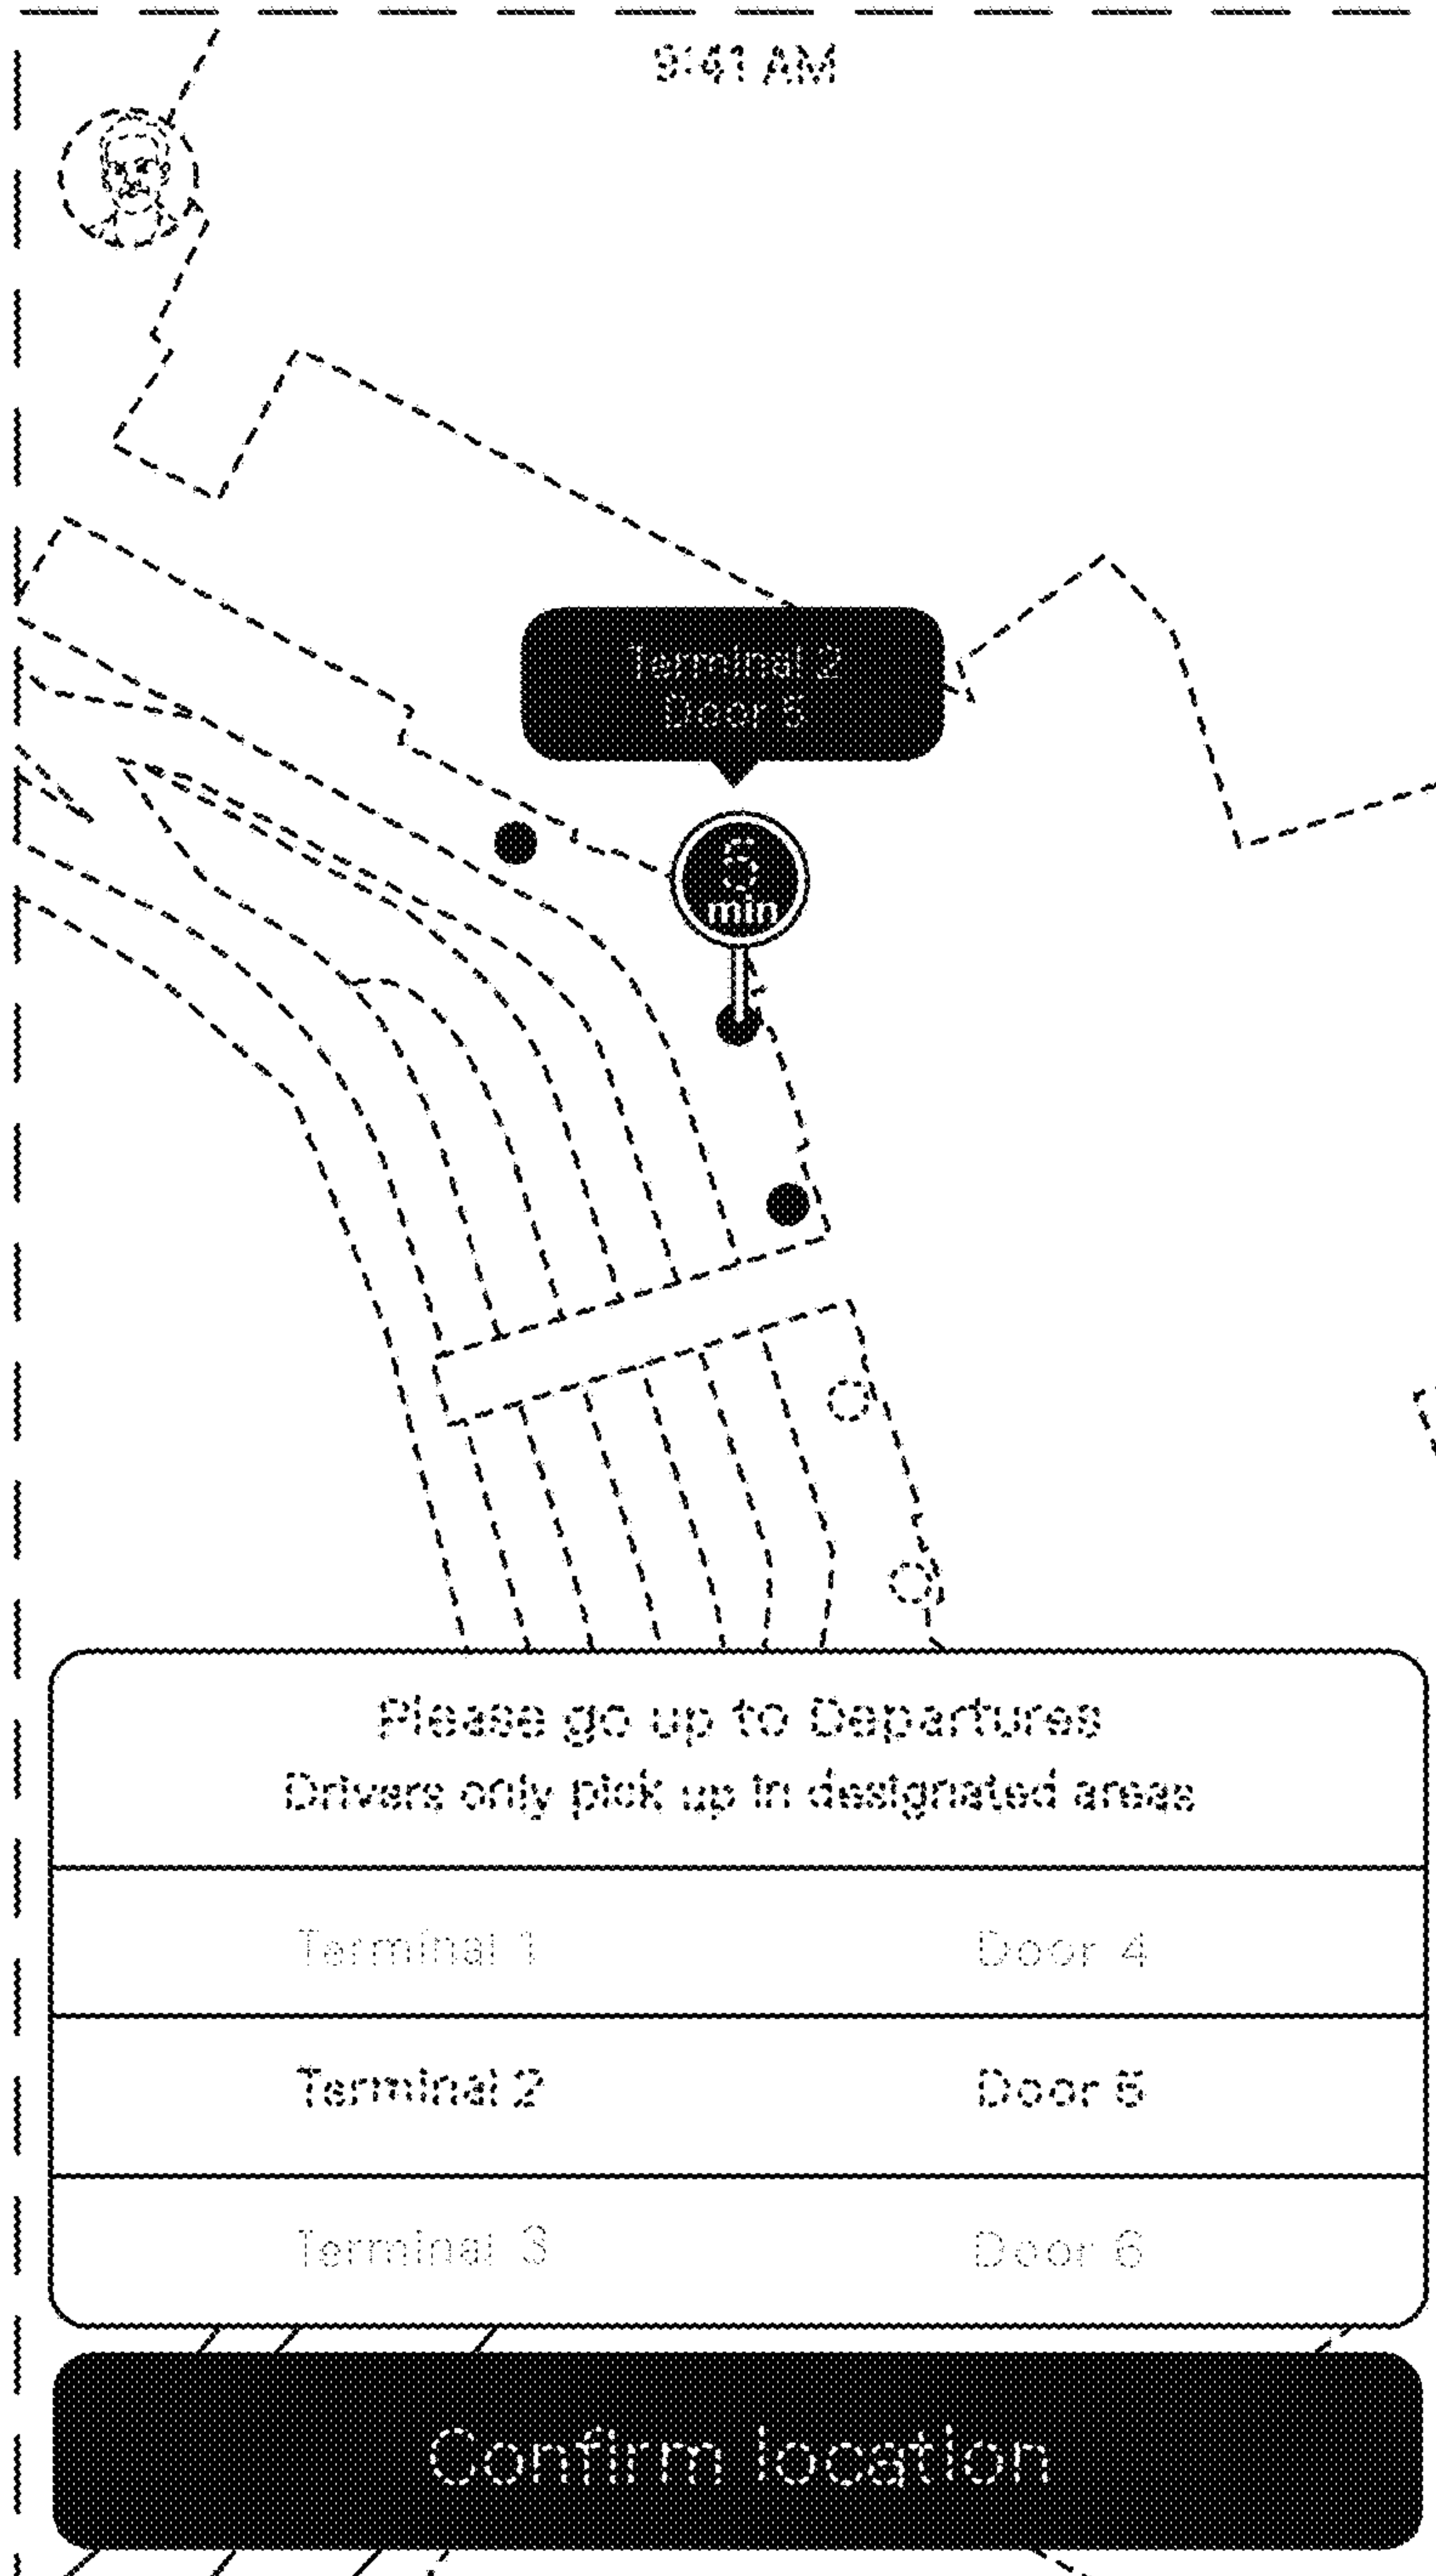 9:41 AM
Terminal 2
Door 5
5
min
Please go up to Departures
Drivers only pick up in designated areas
Terminal 1 Door 4
Terminal 2 Door 5
Terminal 3 Door 6
Confirm location